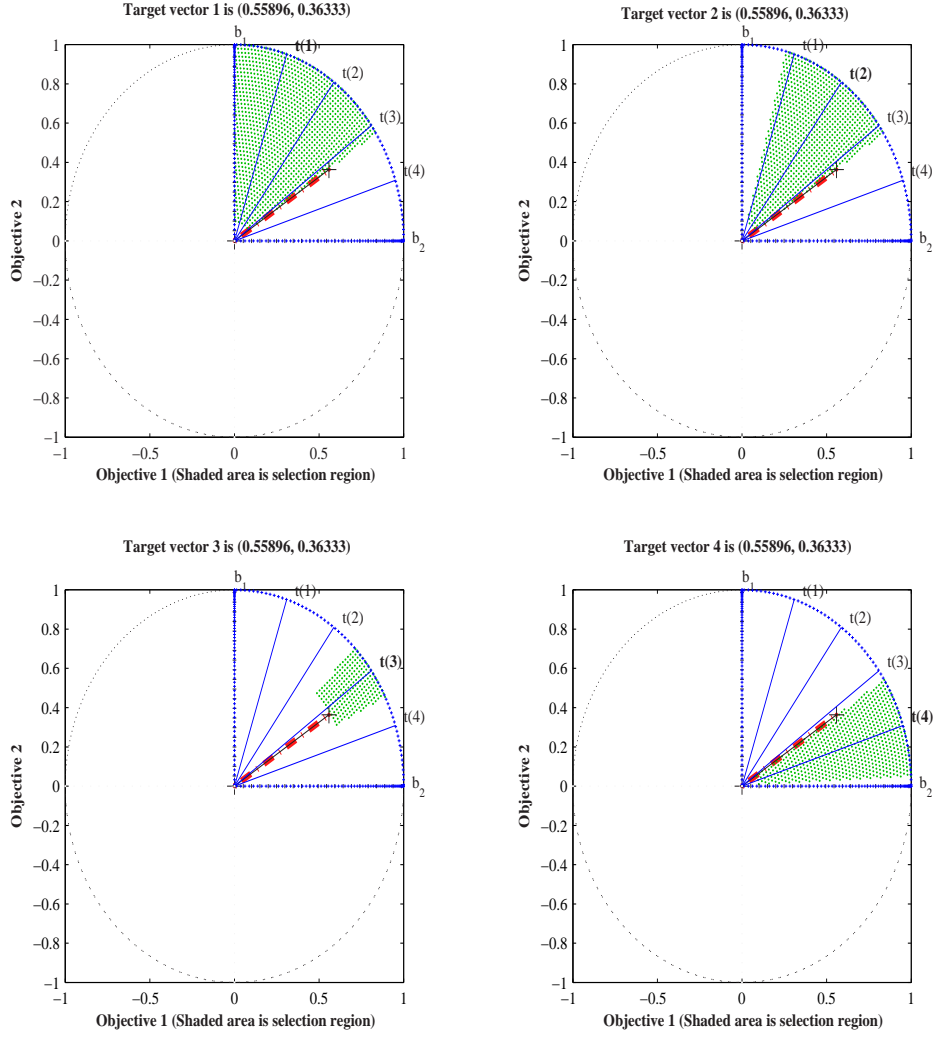 Target vector 1 is (0.55896, 0.36333)
b1
t(1)
t(2)
t(3)
t(4)
b2
1
0.8
0.6
0.4
0.2
0
−0.2
−0.4
−0.6
−0.8
−1
−1
−0.5
0
0.5
1
Objective 2
Objective 1 (Shaded area is selection region)
Target vector 2 is (0.55896, 0.36333)
b1
t(1)
t(2)
t(3)
t(4)
b2
1
0.8
0.6
0.4
0.2
0
−0.2
−0.4
−0.6
−0.8
−1
−1
−0.5
0
0.5
1
Objective 2
Objective 1 (Shaded area is selection region)
Target vector 3 is (0.55896, 0.36333)
b1
t(1)
t(2)
t(3)
t(4)
b2
1
0.8
0.6
0.4
0.2
0
−0.2
−0.4
−0.6
−0.8
−1
−1
−0.5
0
0.5
1
Objective 2
Objective 1 (Shaded area is selection region)
Target vector 4 is (0.55896, 0.36333)
b1
t(1)
t(2)
t(3)
t(4)
b2
1
0.8
0.6
0.4
0.2
0
−0.2
−0.4
−0.6
−0.8
−1
−1
−0.5
0
0.5
1
Objective 2
Objective 1 (Shaded area is selection region)